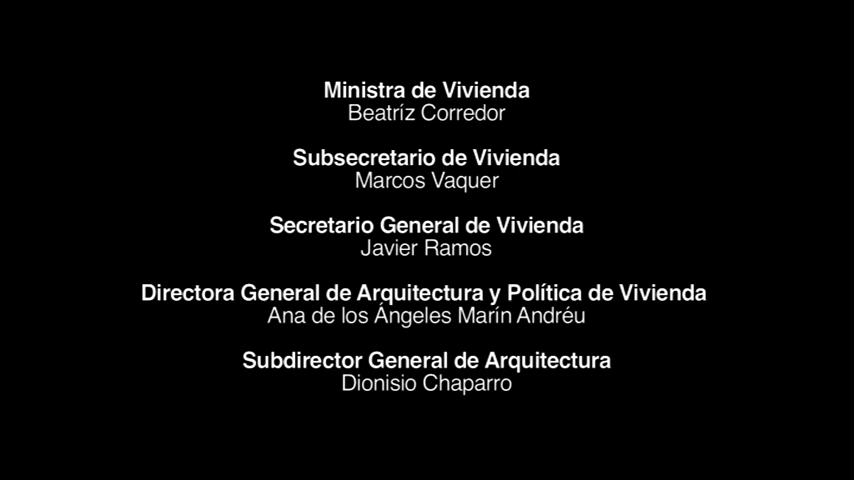 Ministra de Vivienda
Beatríz Corredor
Subsecretario de Vivienda
Marcos Vaquer
Secretario General de Vivienda
Javier Ramos
Directora General de Arquitectura y Política de Vivienda
Ana de los Ángeles Marín Andréu
Subdirector General de Arquitectura
Dionisio Chaparro